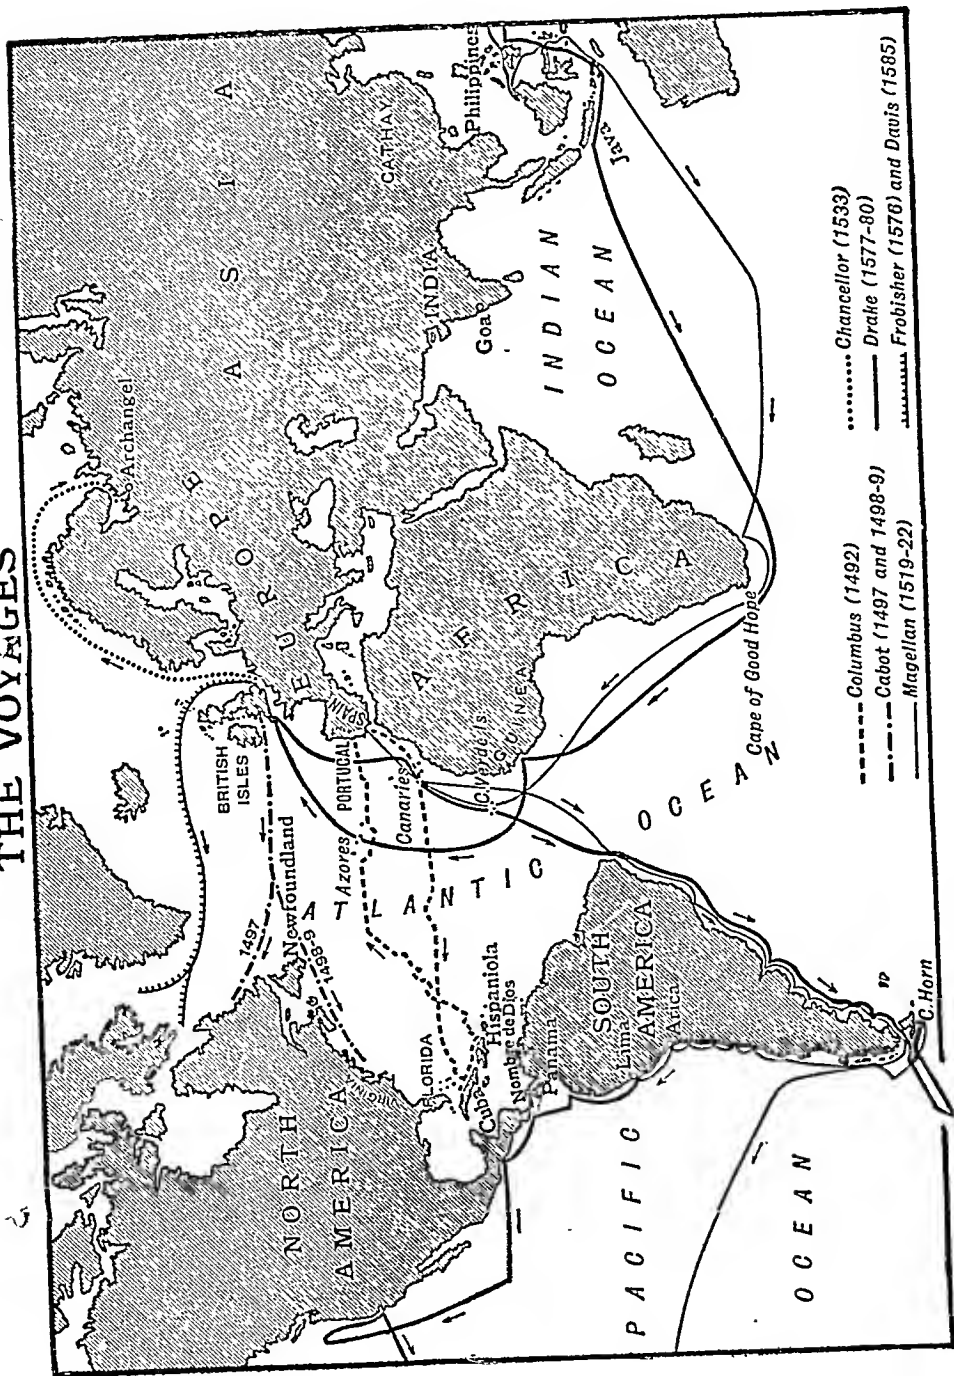 THE VOYAGES
ASIA
EUROPE
AFRICA
CATHAY
INDIA
Goa
Philippines
Java
INDIAN
OCEAN
Archangel
BRITISH
ISLES
PORTUGAL
SPAIN
Azores
Canaries
C. Verde Is.
GUINEA
Cape of Good Hope
ATLANTIC
OCEAN
1497
Newfoundland
1498-9
NORTH
AMERICA
VIRGINIA
FLORIDA
Cuba
Hispaniola
Nombre de Dios
Panama
SOUTH
AMERICA
Lima
Arica
C. Horn
PACIFIC
OCEAN
Columbus (1492)
Cabot (1497 and 1498-9)
Magellan (1519-22)
Chancellor (1533)
Drake (1577-80)
Frobisher (1576) and Davis (1585)